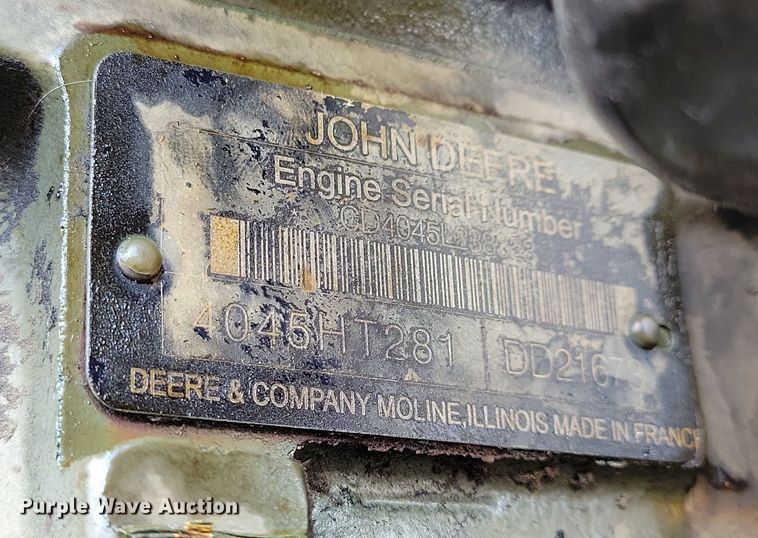 JOHN DEERE
Engine Serial Number
4045HT281
DEERE & COMPANY MOLINE, ILLINOIS MADE IN FRANCE
Purple Wave Auction